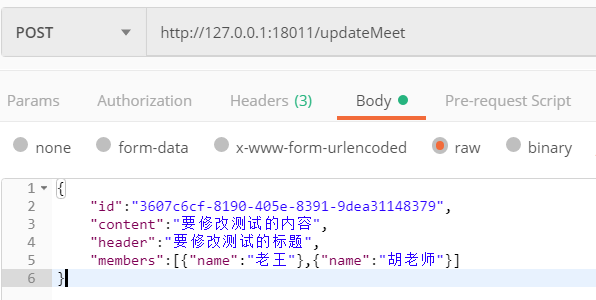 POST http://127.0.0.1:18011/updateMeet
Params Authorization Headers (3) Body Pre-request Script
none form-data x-www-form-urlencoded raw binary
1 {
2 "id":"3607c6cf-8190-405e-8391-9dea31148379",
3 "content":"要修改测试的内容",
4 "header":"要修改测试的标题",
5 "members":[{"name":"老王"},{"name":"胡老师"}]
6 }